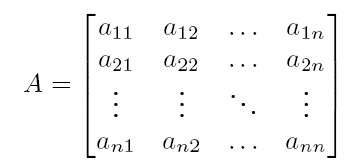 A = [ a₁₁ a₁₂ … a₁ₙ
a₂₁ a₂₂ … a₂ₙ
⋮ ⋮ ⋱ ⋮
aₙ₁ aₙ₂ … aₙₙ ]